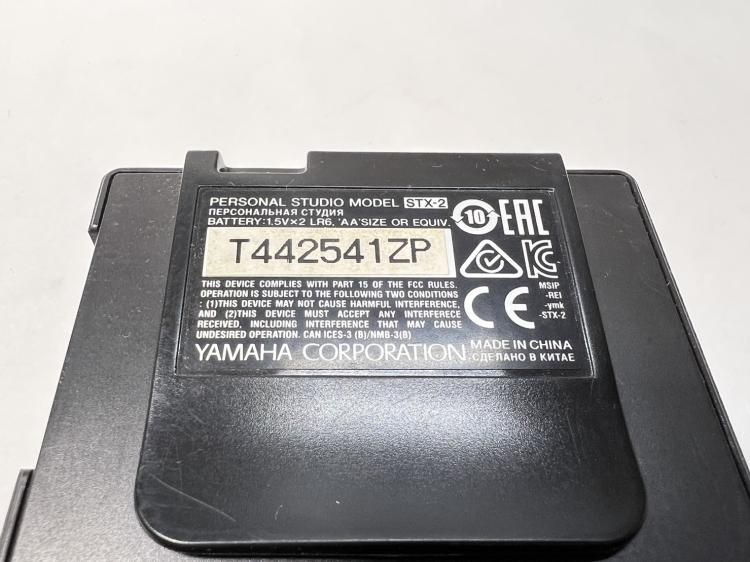 PERSONAL STUDIO MODEL STX-2
ПЕРСОНАЛЬНАЯ СТУДИЯ
BATTERY:1.5V×2 LR6, 'AA'SIZE OR EQUIV.
10 EAC
T442541ZP
THIS DEVICE COMPLIES WITH PART 15 OF THE FCC RULES.
OPERATION IS SUBJECT TO THE FOLLOWING TWO CONDITIONS
: (1)THIS DEVICE MAY NOT CAUSE HARMFUL INTERFERENCE,
AND (2)THIS DEVICE MUST ACCEPT ANY INTERFERECE
RECEIVED, INCLUDING INTERFERENCE THAT MAY CAUSE
UNDESIRED OPERATION. CAN ICES-3 (B)/NMB-3(B)
CE
MSIP
-REI
-ymk
-STX-2
YAMAHA CORPORATION
MADE IN CHINA
СДЕЛАНО В КИТАЕ